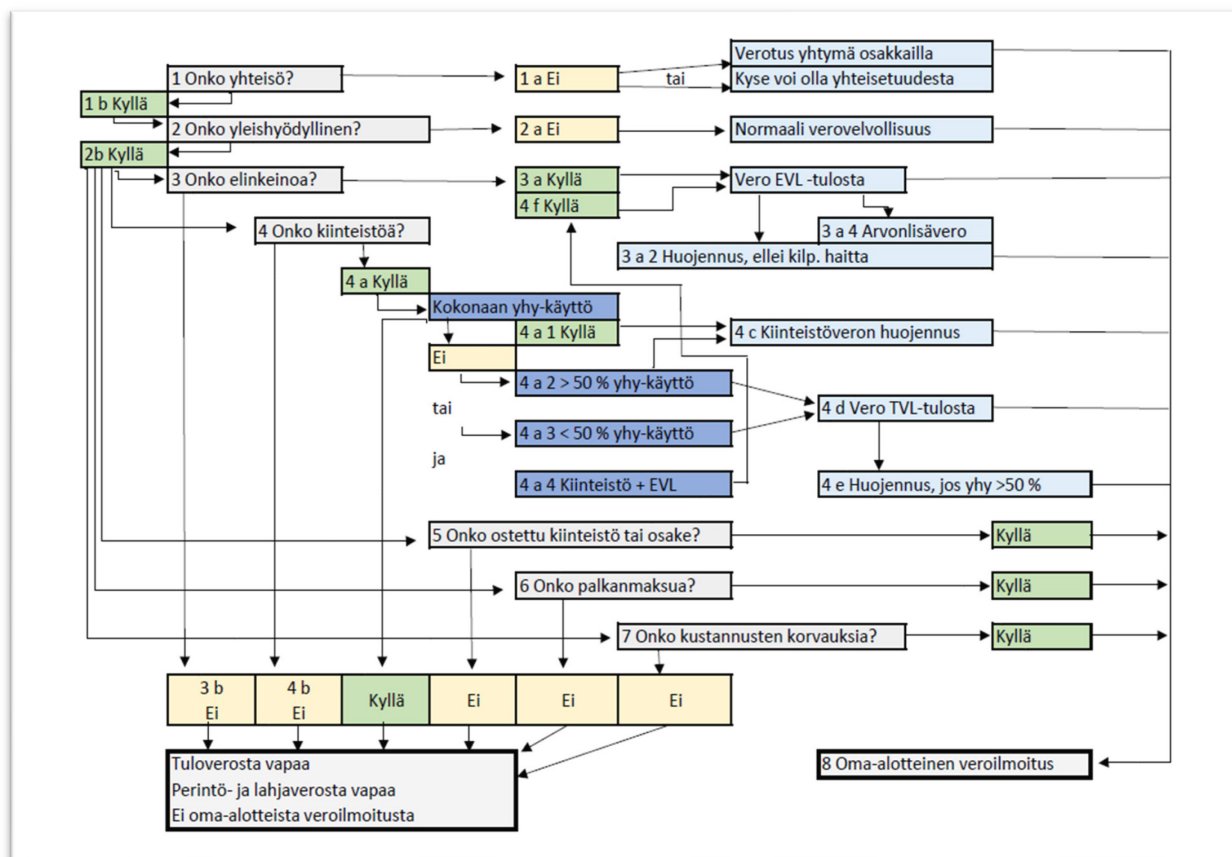 Verotus yhtymä osakkailla
1 Onko yhteisö?
1 a Ei
tai
Kyse voi olla yhteisetuudesta
1 b Kyllä
2 Onko yleishyödyllinen?
2 a Ei
Normaali verovelvollisuus
2b Kyllä
3 Onko elinkeinoa?
3 a Kyllä
Vero EVL -tulosta
4 f Kyllä
4 Onko kiinteistöä?
3 a 4 Arvonlisävero
3 a 2 Huojennus, ellei kilp. haitta
4 a Kyllä
Kokonaan yhy-käyttö
4 a 1 Kyllä
4 c Kiinteistöveron huojennus
Ei
4 a 2 > 50 % yhy-käyttö
tai
4 d Vero TVL-tulosta
4 a 3 < 50 % yhy-käyttö
ja
4 a 4 Kiinteistö + EVL
4 e Huojennus, jos yhy >50 %
5 Onko ostettu kiinteistö tai osake?
Kyllä
6 Onko palkanmaksua?
Kyllä
7 Onko kustannusten korvauksia?
Kyllä
3 b
Ei
4 b
Ei
Kyllä
Ei
Ei
Ei
Tuloverosta vapaa
Perintö- ja lahjaverosta vapaa
Ei oma-alotteista veroilmoitusta
8 Oma-alotteinen veroilmoitus